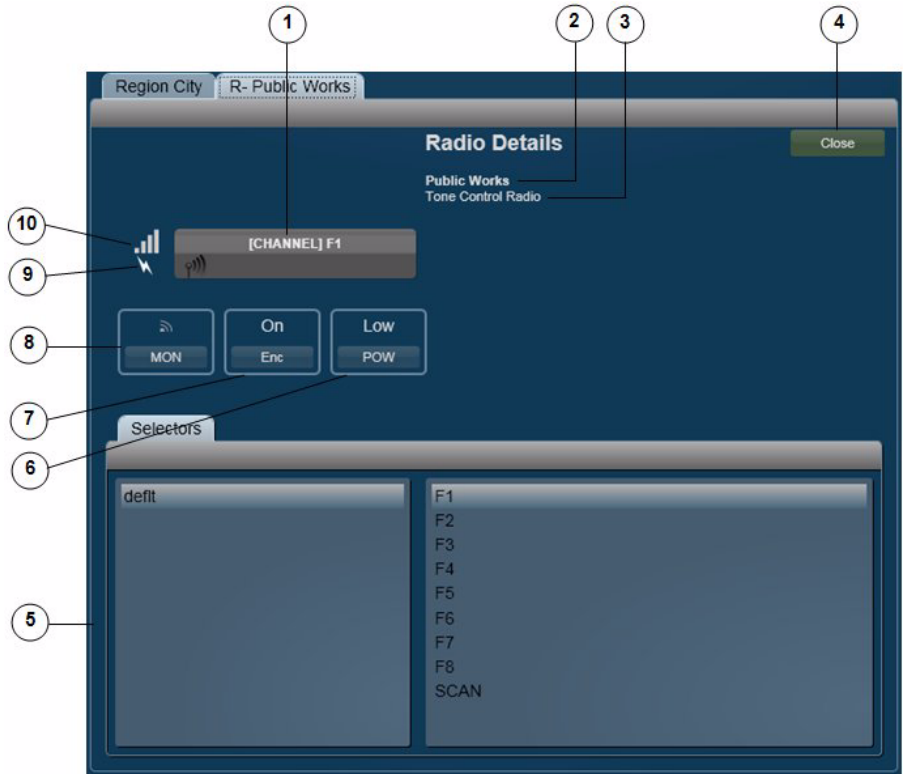 1 2 3 4
Region City R- Public Works
Radio Details
Close
Public Works
Tone Control Radio
10
[CHANNEL] F1
9
8
On Low
MON Enc POW
7
Selectors
6
deflt F1
F2
F3
F4
F5
5
F6
F7
F8
SCAN